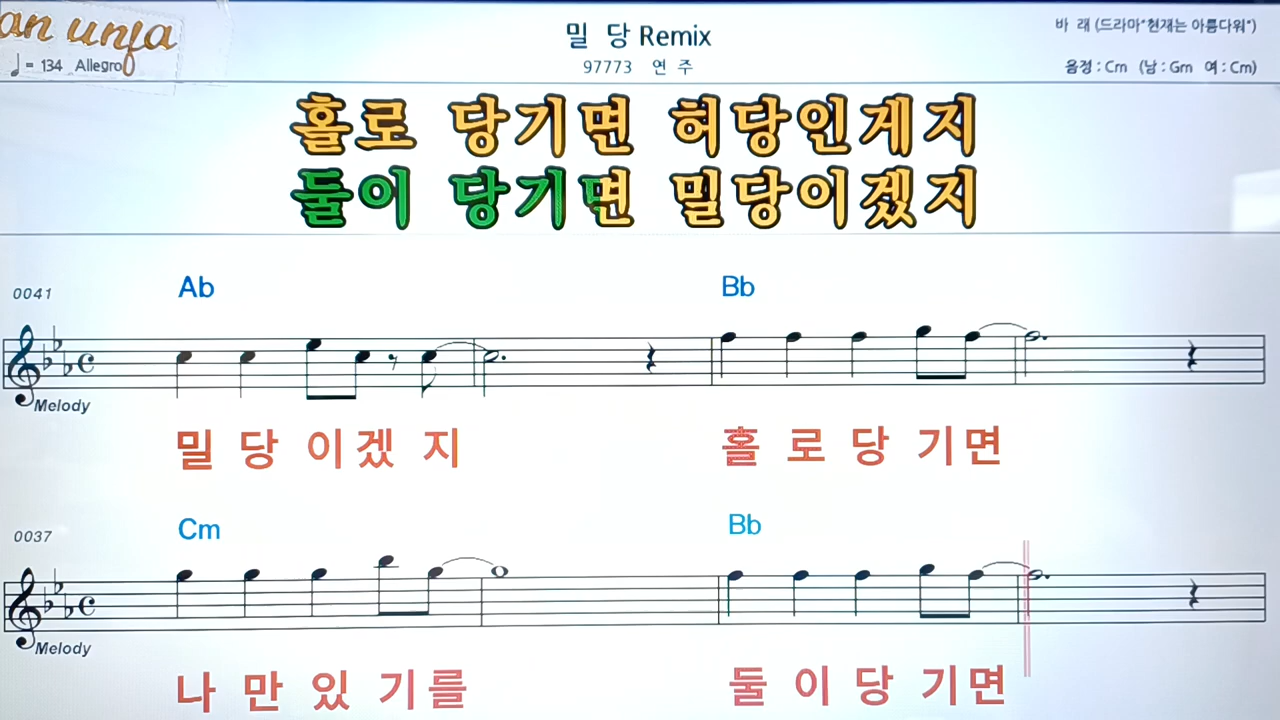 an unfa
밀 당 Remix
바 래 (드라마"현재는 아름다워")
♩ = 134 Allegro
97773 연 주
음정 : Cm (남 : Gm 여 : Cm)
홀로 당기면 허당인게지
둘이 당기면 밀당이겠지
0041
Ab Bb
Melody
밀 당 이겠 지 홀 로 당 기면
0037
Cm Bb
Melody
나 만 있 기를 둘 이 당 기면